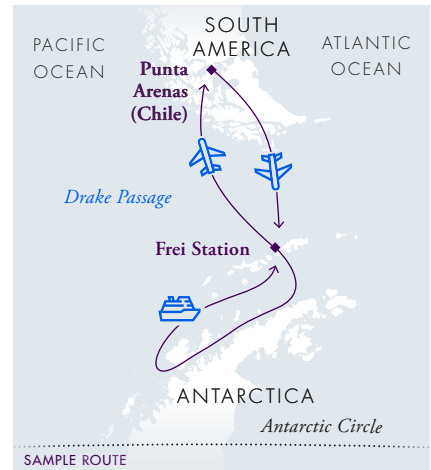 SOUTH
AMERICA
PACIFIC
OCEAN
ATLANTIC
OCEAN
Punta
Arenas
(Chile)
Drake Passage
Frei Station
ANTARCTICA
Antarctic Circle
SAMPLE ROUTE